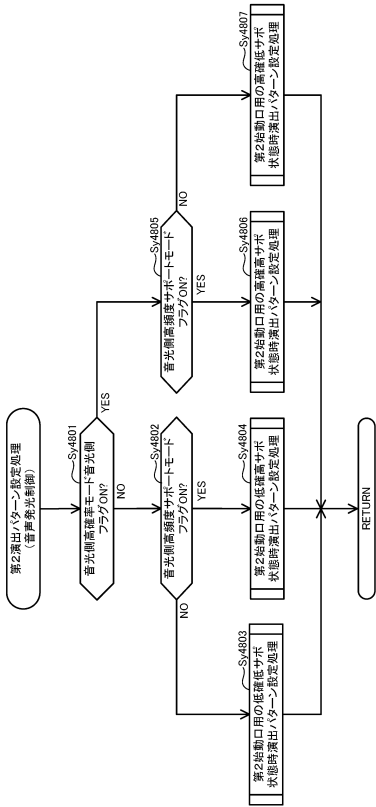 第2演出パターン設定処理
(音声発光制御)
Sy4801
音光側高確率モード音光側
フラグON?
YES
NO
Sy4802
音光側高頻度サポートモード
フラグON?
NO
YES
Sy4805
音光側高頻度サポートモード
フラグON?
NO
YES
Sy4803
第2始動口用の低確低サポ
状態時演出パターン設定処理
Sy4804
第2始動口用の低確高サポ
状態時演出パターン設定処理
Sy4806
第2始動口用の高確高サポ
状態時演出パターン設定処理
Sy4807
第2始動口用の高確低サポ
状態時演出パターン設定処理
RETURN